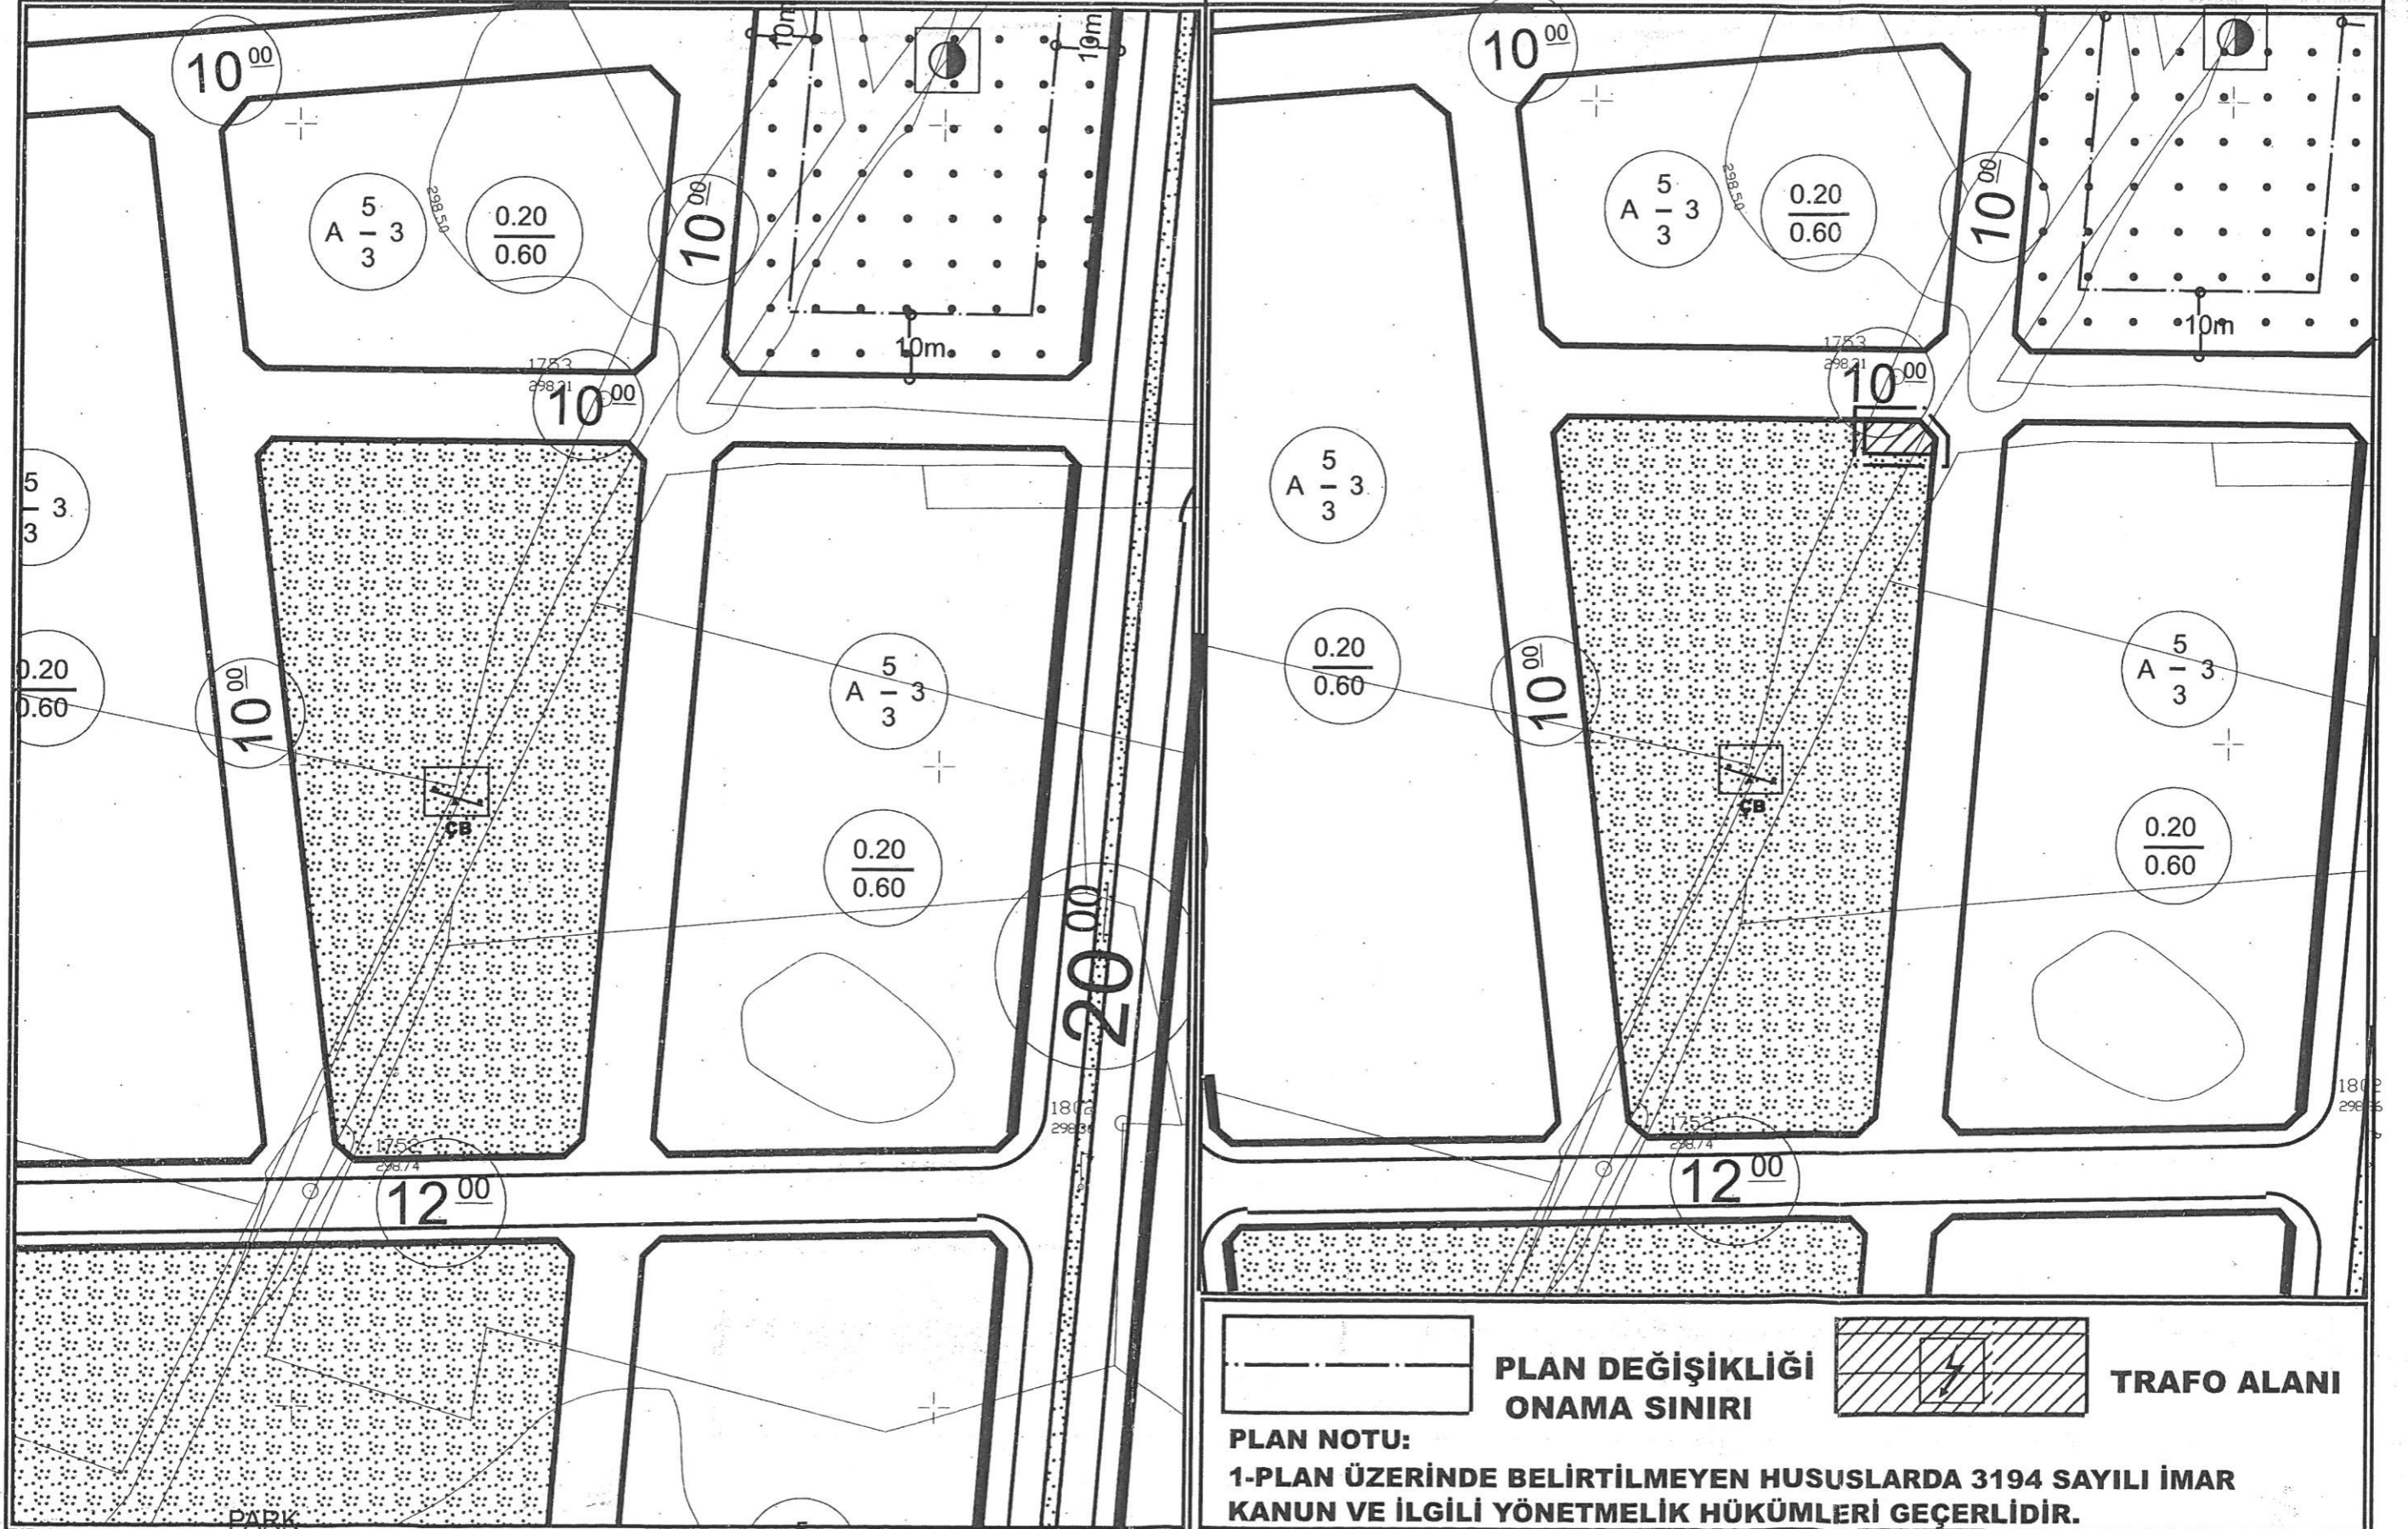 10 00
10m
10m
A 5/3 3
298.50
0.20
0.60
10 00
10m
1753
298.21
10 00
5/3 3
0.20
0.60
10 00
ÇB
A 5/3 3
0.20
0.60
20 00
1802
1752
298.74
12 00
PARK
5
10 00
A 5/3 3
298.50
0.20
0.60
10 00
10m
1753
298.21
10 00
A 5/3 3
0.20
0.60
10 00
ÇB
A 5/3 3
0.20
0.60
1802
1752
298.74
12 00
PLAN DEĞİŞİKLİĞİ
ONAMA SINIRI
TRAFO ALANI
PLAN NOTU:
1-PLAN ÜZERİNDE BELİRTİLMEYEN HUSUSLARDA 3194 SAYILI İMAR
KANUN VE İLGİLİ YÖNETMELİK HÜKÜMLERİ GEÇERLİDİR.